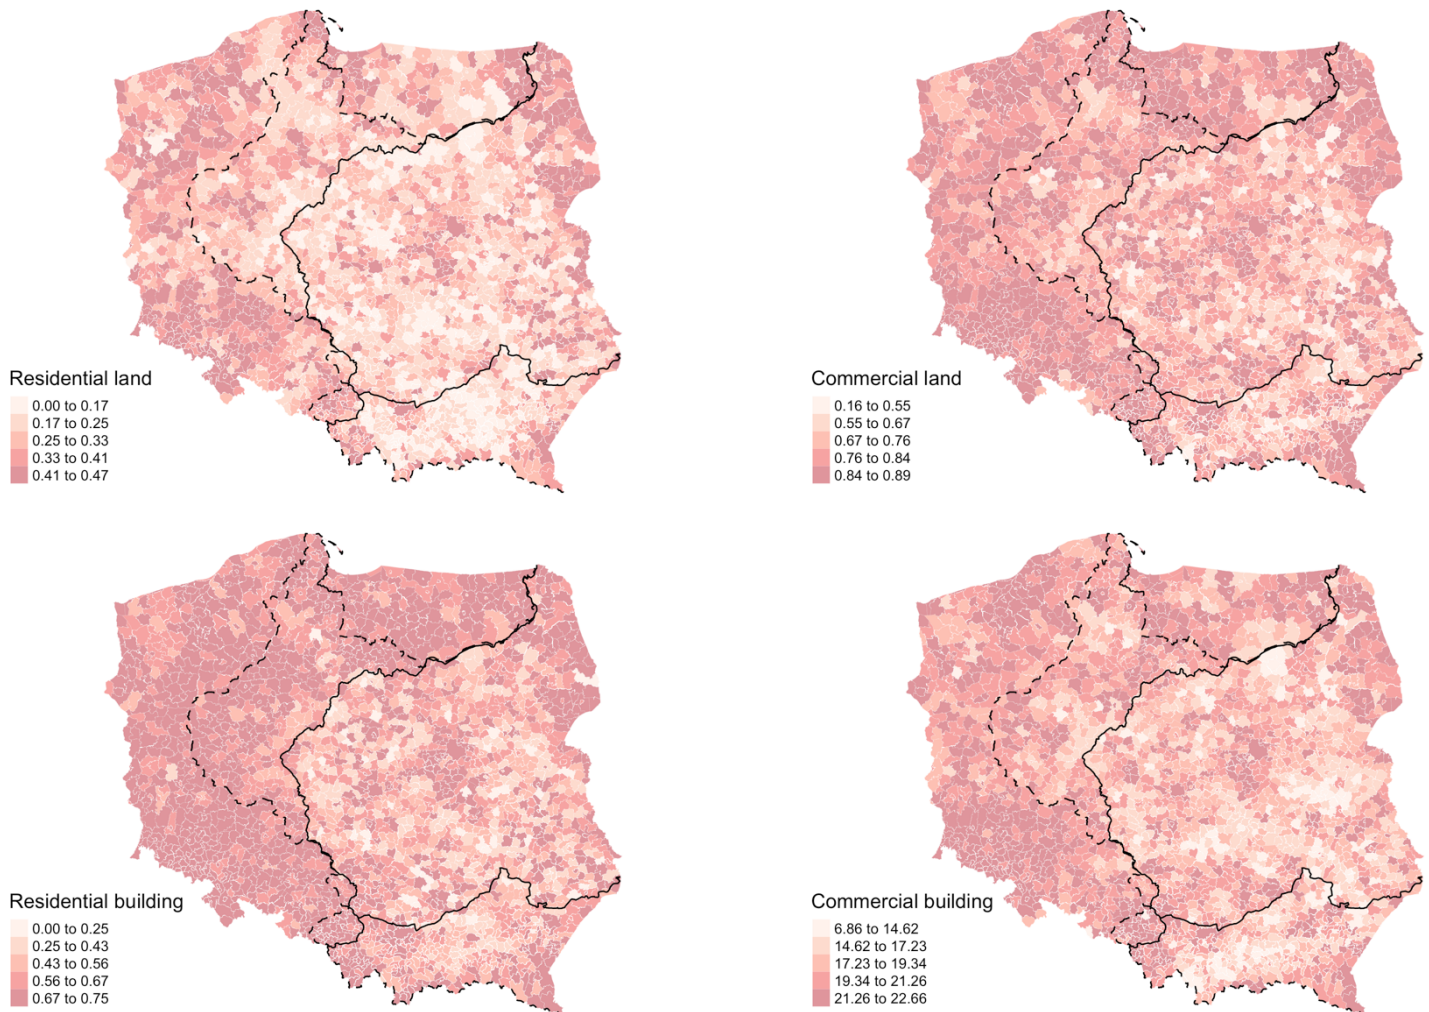 Residential land
0.00 to 0.17
0.17 to 0.25
0.25 to 0.33
0.33 to 0.41
0.41 to 0.47
Commercial land
0.16 to 0.55
0.55 to 0.67
0.67 to 0.76
0.76 to 0.84
0.84 to 0.89
Residential building
0.00 to 0.25
0.25 to 0.43
0.43 to 0.56
0.56 to 0.67
0.67 to 0.75
Commercial building
6.86 to 14.62
14.62 to 17.23
17.23 to 19.34
19.34 to 21.26
21.26 to 22.66